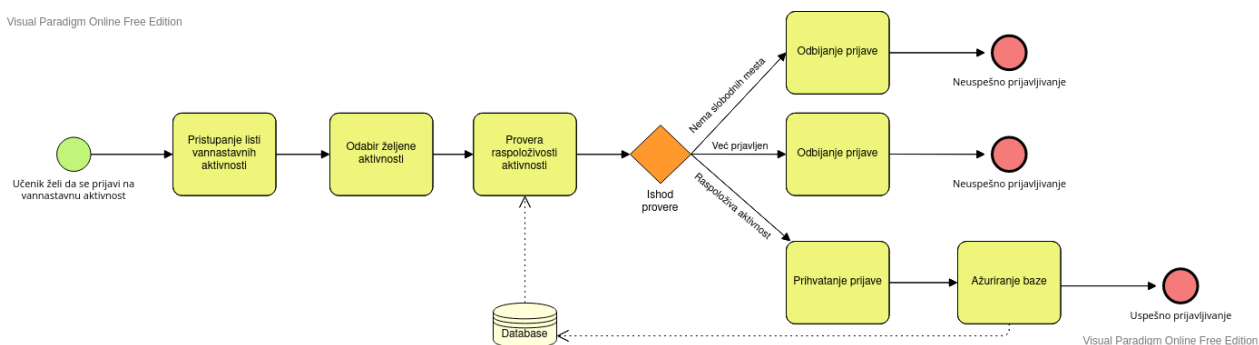 Visual Paradigm Online Free Edition
Učenik želi da se prijavi na
vannastavnu aktivnost
Pristupanje listi
vannastavnih
aktivnosti
Odabir željene
aktivnosti
Provera
raspoloživosti
aktivnosti
Ishod
provere
Nema slobodnih mesta
Odbijanje prijave
Neuspešno prijavljivanje
Već prjavljen
Odbijanje prijave
Neuspešno prijavljivanje
Raspoloživa aktivnost
Prihvatanje prijave
Ažuriranje baze
Uspešno prijavljivanje
Database
Visual Paradigm Online Free Edition